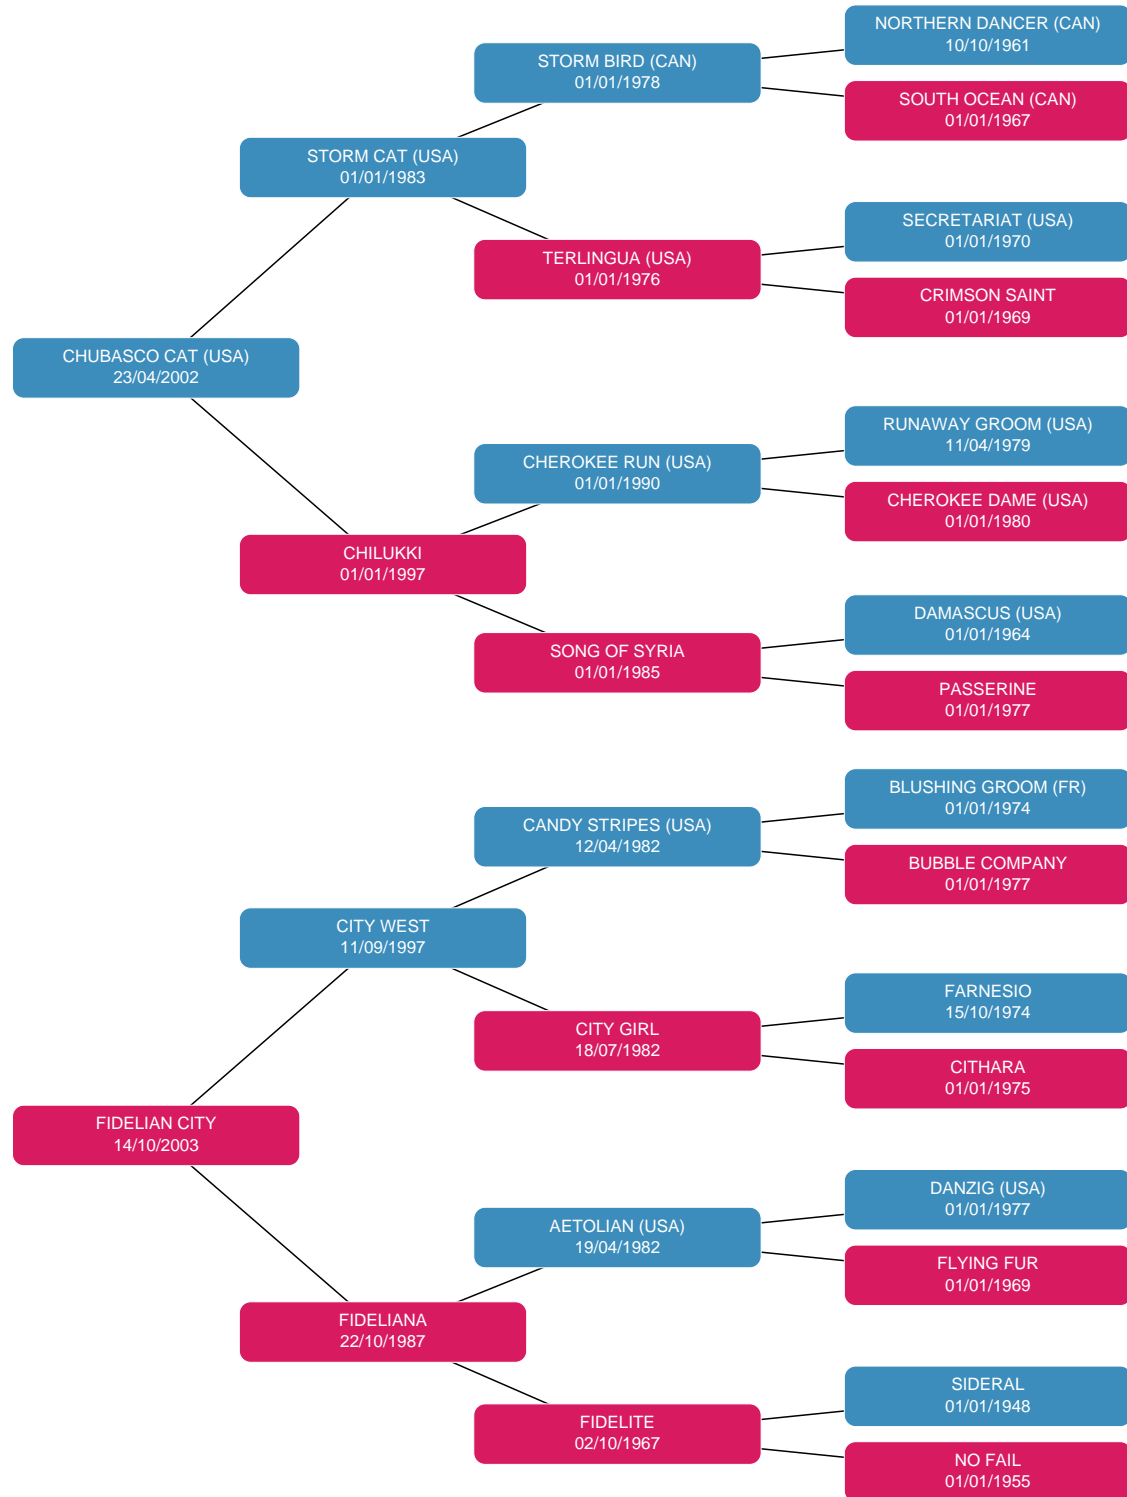 NORTHERN DANCER (CAN)
10/10/1961
STORM BIRD (CAN)
01/01/1978
SOUTH OCEAN (CAN)
01/01/1967
STORM CAT (USA)
01/01/1983
SECRETARIAT (USA)
01/01/1970
TERLINGUA (USA)
01/01/1976
CRIMSON SAINT
01/01/1969
CHUBASCO CAT (USA)
23/04/2002
RUNAWAY GROOM (USA)
11/04/1979
CHEROKEE RUN (USA)
01/01/1990
CHEROKEE DAME (USA)
01/01/1980
CHILUKKI
01/01/1997
DAMASCUS (USA)
01/01/1964
SONG OF SYRIA
01/01/1985
PASSERINE
01/01/1977
BLUSHING GROOM (FR)
01/01/1974
CANDY STRIPES (USA)
12/04/1982
BUBBLE COMPANY
01/01/1977
CITY WEST
11/09/1997
FARNESIO
15/10/1974
CITY GIRL
18/07/1982
CITHARA
01/01/1975
FIDELIAN CITY
14/10/2003
DANZIG (USA)
01/01/1977
AETOLIAN (USA)
19/04/1982
FLYING FUR
01/01/1969
FIDELIANA
22/10/1987
SIDERAL
01/01/1948
FIDELITE
02/10/1967
NO FAIL
01/01/1955